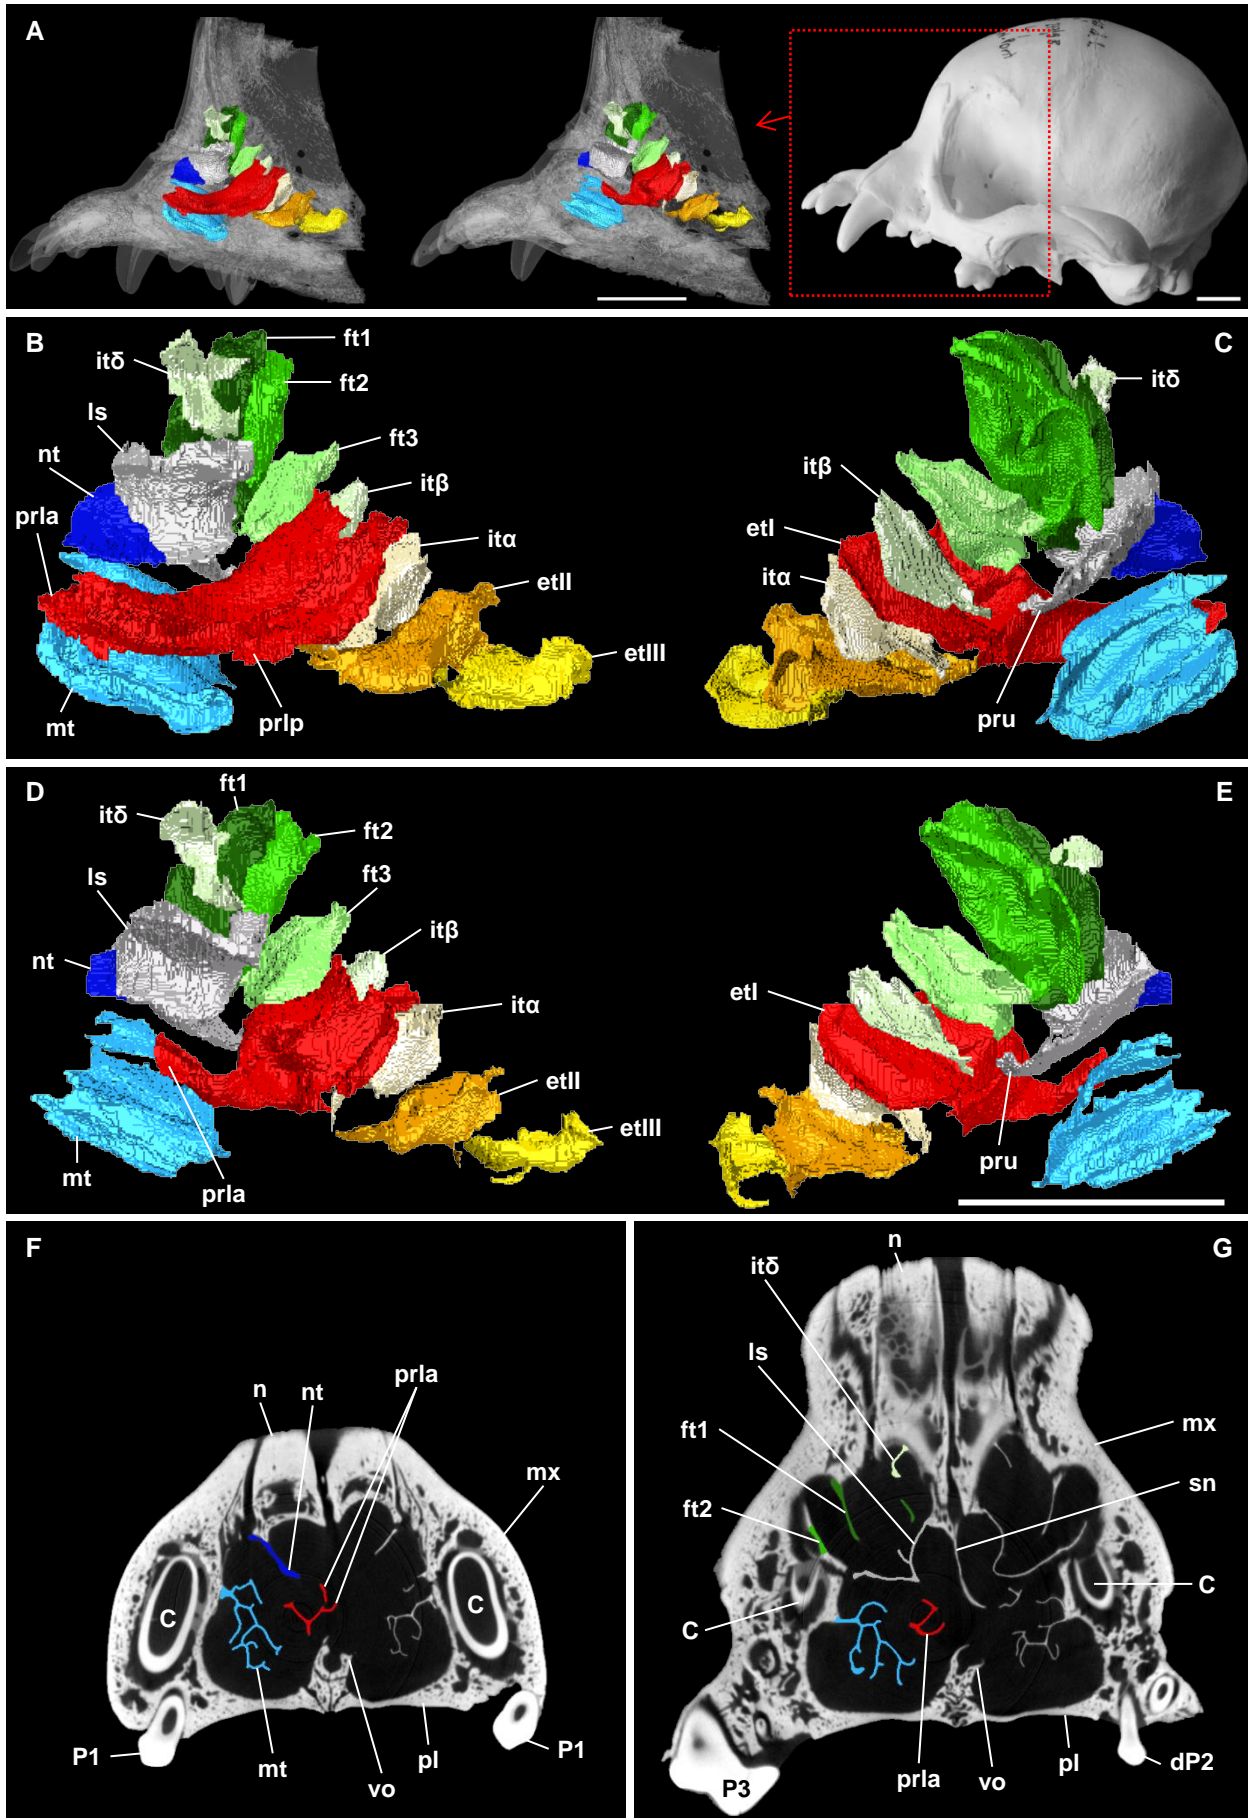 A
B
itδ
ft1
ft2
ls
ft3
nt
itβ
prla
itα
etII
etIII
mt
prlp
C
itδ
itβ
etI
itα
pru
D
ft1
itδ
ft2
ls
ft3
itβ
nt
itα
etII
etIII
mt
prla
E
etI
pru
F
prla
n
nt
mx
C
C
P1
P1
mt
vo
pl
G
n
itδ
ls
ft1
mx
sn
ft2
C
C
P3
prla
vo
pl
dP2